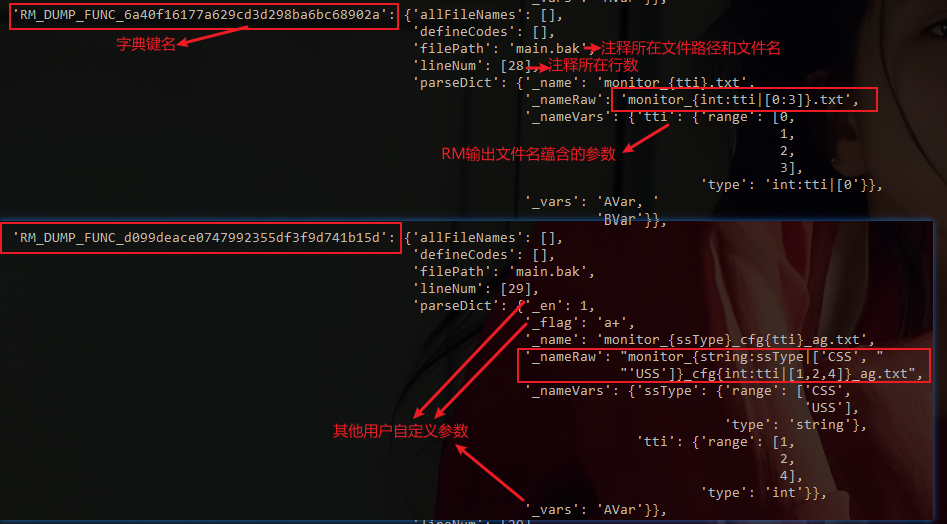 'RM_DUMP_FUNC_6a40f16177a629cd3d298ba6bc68902a': {'allFileNames': [],
字典键名
'defineCodes': [],
'filePath': 'main.bak', 注释所在文件路径和文件名
'lineNum': [28], 注释所在行数
'parseDict': {'_name': 'monitor_{tti}.txt',
'_nameRaw': 'monitor_{int:tti|[0:3]}.txt',
'_nameVars': {'tti': {'range': [0,
1,
2,
RM输出文件名蕴含的参数
3],
'type': 'int:tti|[0'}},
'_vars': 'AVar, '
'BVar'}},
'RM_DUMP_FUNC_d099deace0747992355df3f9d741b15d': {'allFileNames': [],
'defineCodes': [],
'filePath': 'main.bak',
'lineNum': [29],
'parseDict': {'_en': 1,
'_flag': 'a+',
'_name': 'monitor_{ssType}_cfg{tti}_ag.txt',
'_nameRaw': "monitor_{string:ssType|['CSS', "
"'USS']}_cfg{int:tti|[1,2,4]}_ag.txt",
'_nameVars': {'ssType': {'range': ['CSS',
'USS'],
'type': 'string'},
其他用户自定义参数
'tti': {'range': [1,
2,
4],
'type': 'int'}},
'_vars': 'AVar'}},